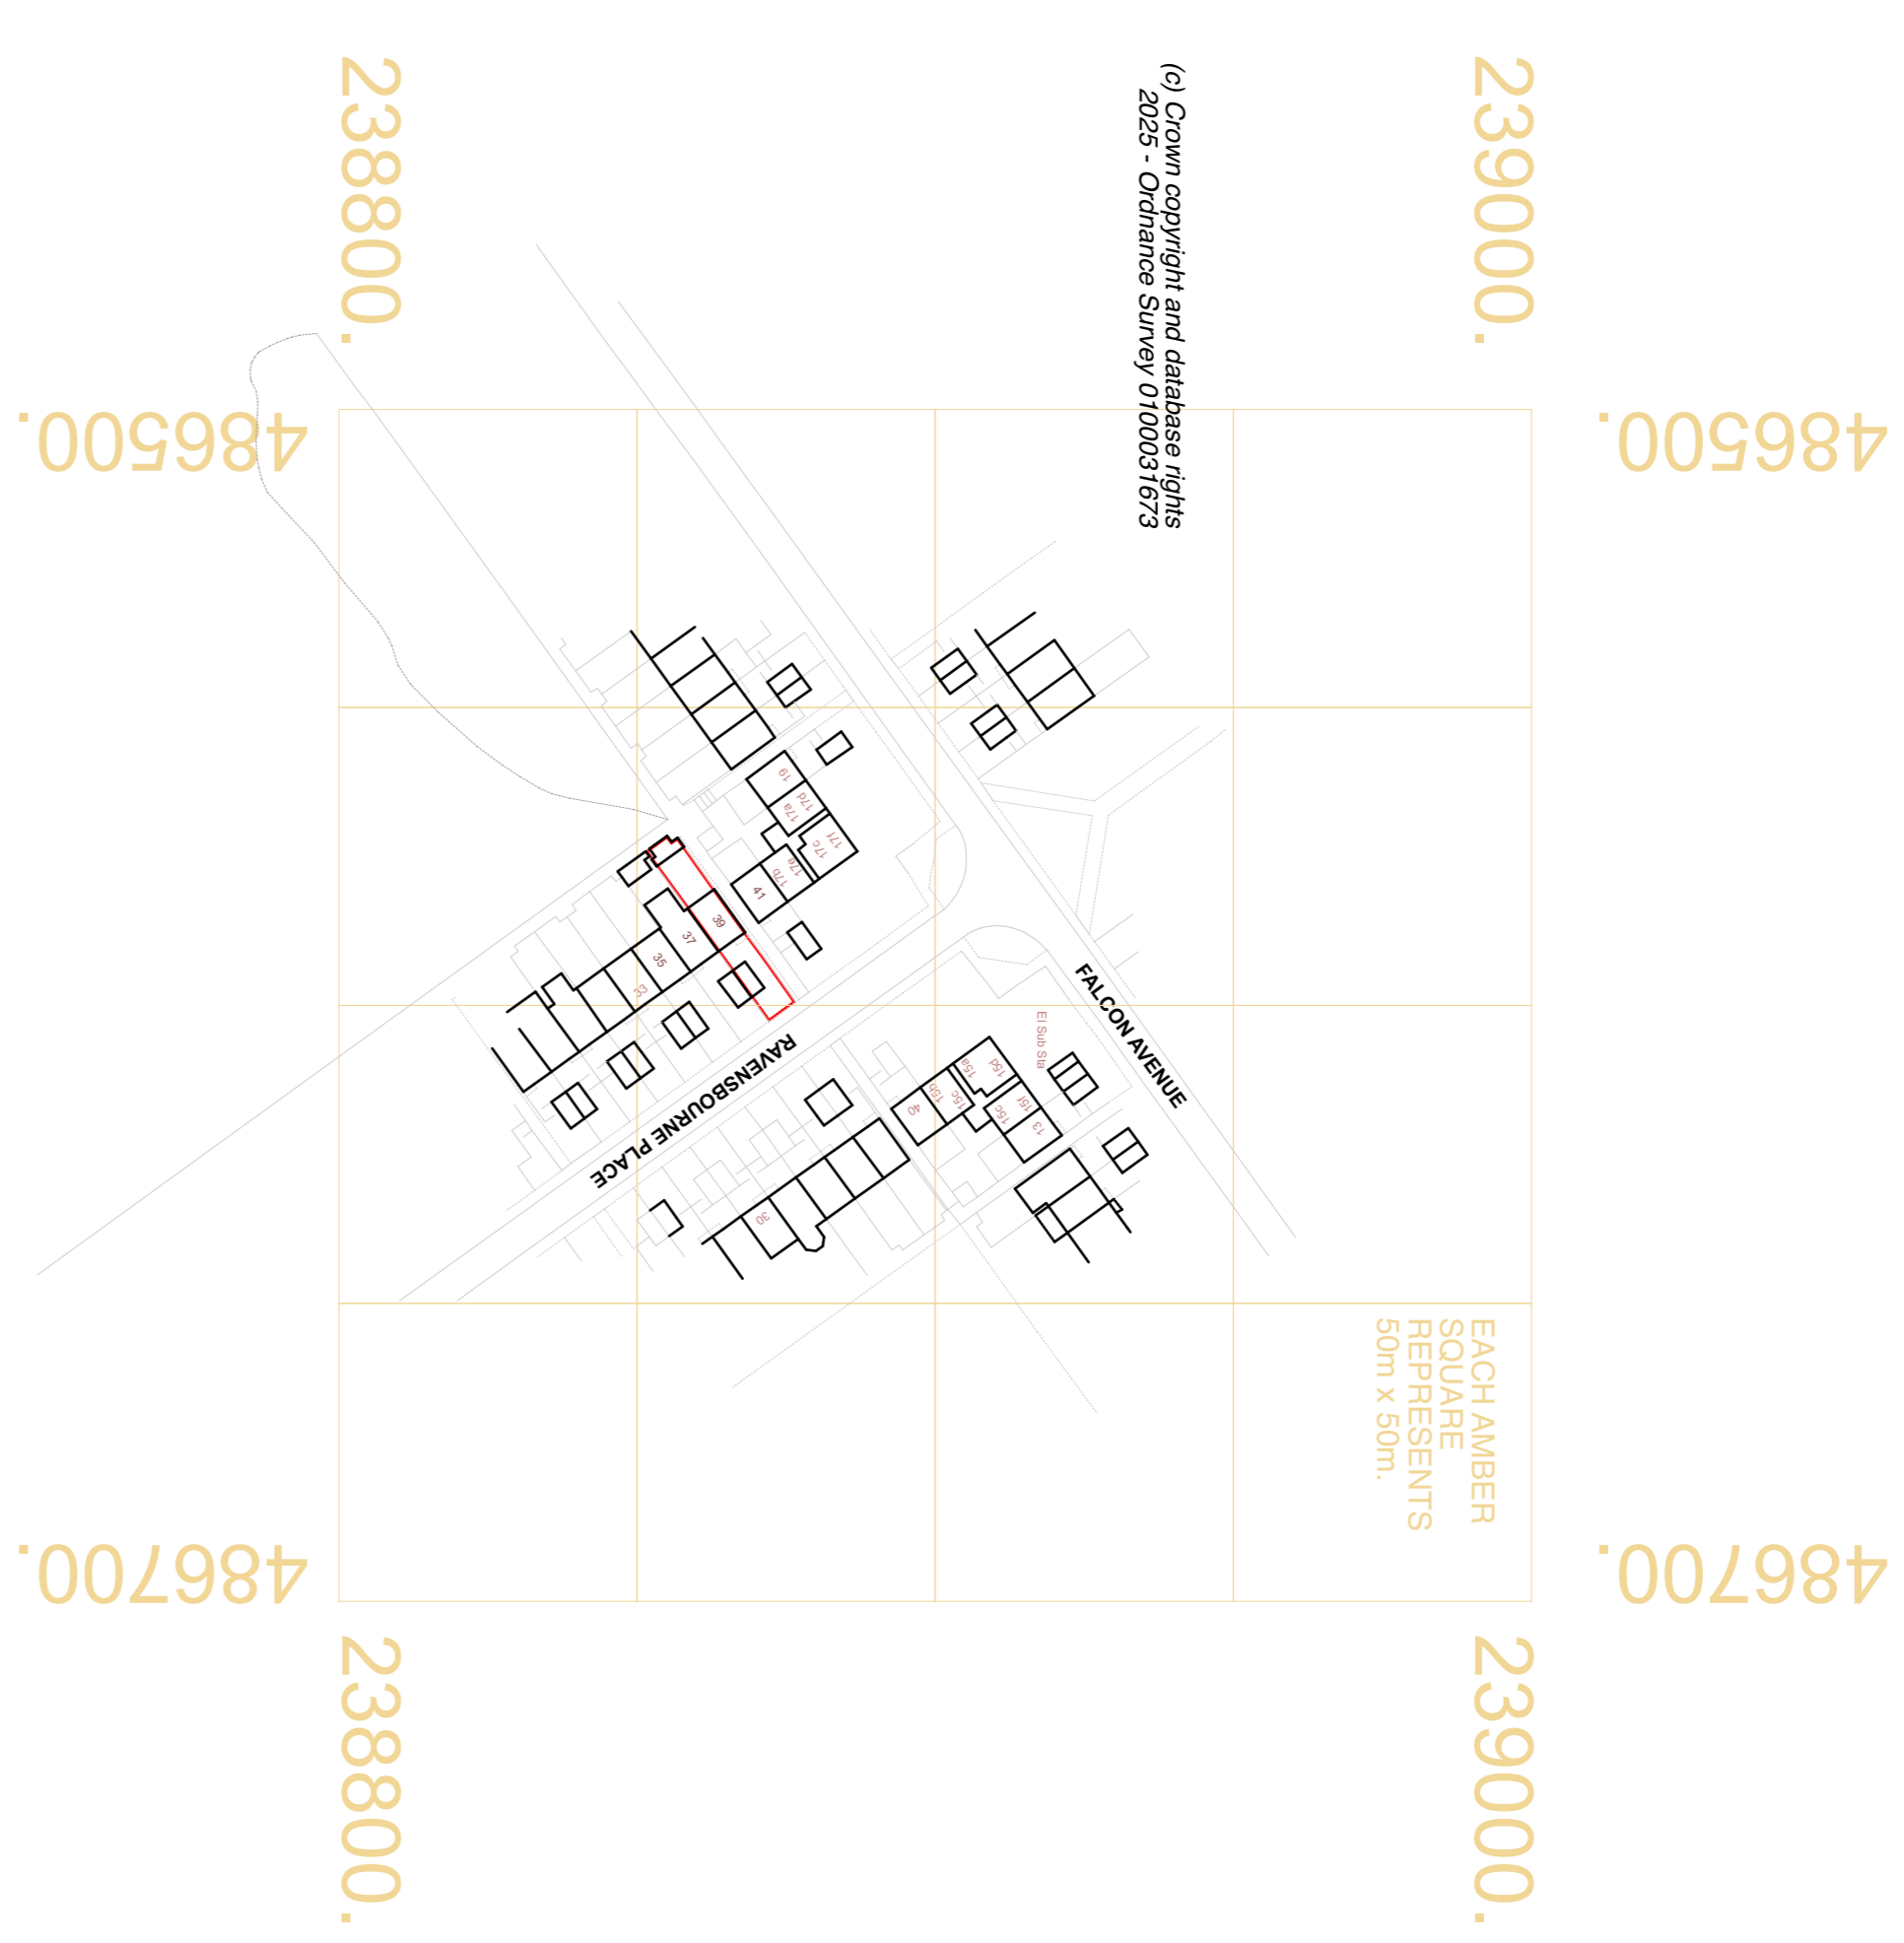 238800.
239000.
(c) Crown copyright and database rights
2025 - Ordnance Survey 0100031673
486500.
486500.
19
17d
17a
17f
17c
17e
17b
41
39
37
35
33
FALCON AVENUE
El Sub Sta
RAVENSBOURNE PLACE
15d
15a
15b
15c
40
15f
15c
13
30
EACH AMBER
SQUARE
REPRESENTS
50m x 50m.
486700.
486700.
238800.
239000.